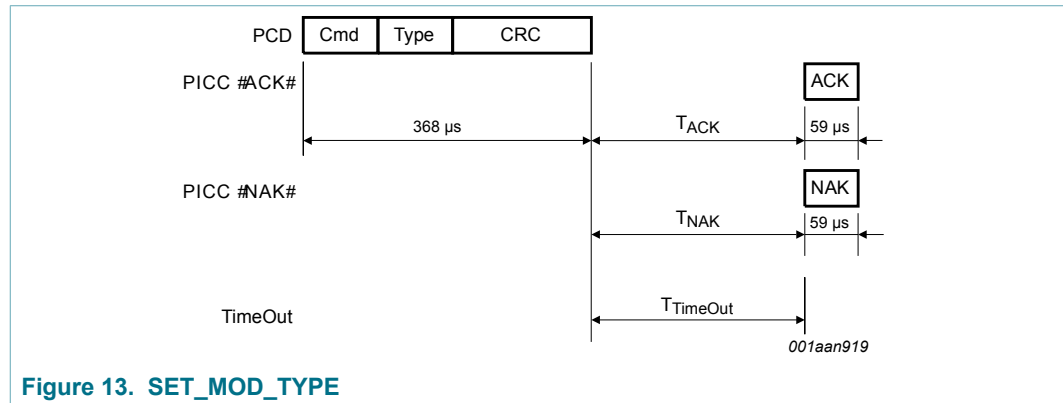 PCD Cmd Type CRC
PICC #ACK# ACK
368 µs TACK 59 µs
PICC #NAK# NAK
TNAK 59 µs
TimeOut TTimeOut
001aan919
Figure 13. SET_MOD_TYPE